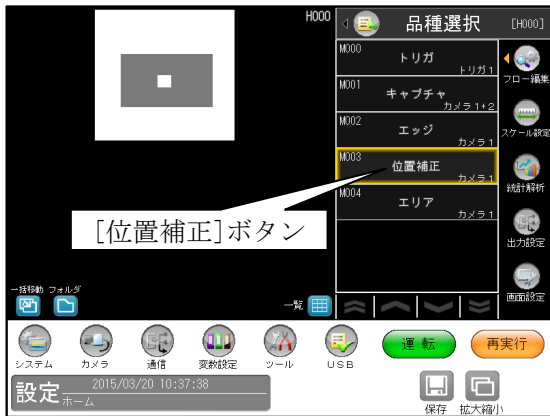 H000
品種選択
[H000]
M000
トリガ
トリガ1
M001
キャプチャ
カメラ1+2
M002
エッジ
カメラ1
M003
位置補正
カメラ1
M004
エリア
カメラ1
フロー編集
スケール設定
統計解析
出力設定
画面設定
[位置補正]ボタン
一括移動 フォルダ
一覧
システム
カメラ
通信
変数設定
ツール
USB
運転
再実行
設定
2015/03/20 10:37:38
ホーム
保存
拡大縮小